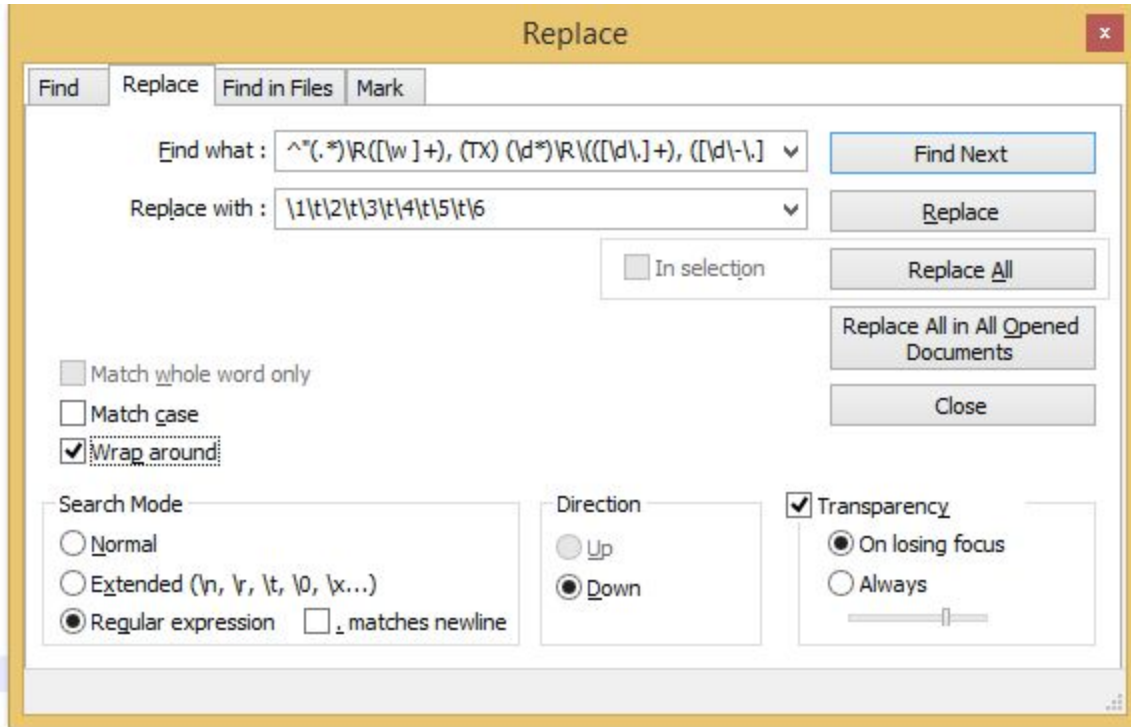 Replace
x
Find
Replace
Find in Files
Mark
Find what :
^"(.*)\R([\w ]+), (TX) (\d*)\R\(([\d\.]+), ([\d\-\.]
Find Next
Replace with :
\1\t\2\t\3\t\4\t\5\t\6
Replace
In selection
Replace All
Replace All in All Opened
Documents
Match whole word only
Match case
Close
Wrap around
Search Mode
Direction
Transparency
Normal
Up
On losing focus
Extended (\n, \r, \t, \0, \x...)
Down
Always
Regular expression
. matches newline